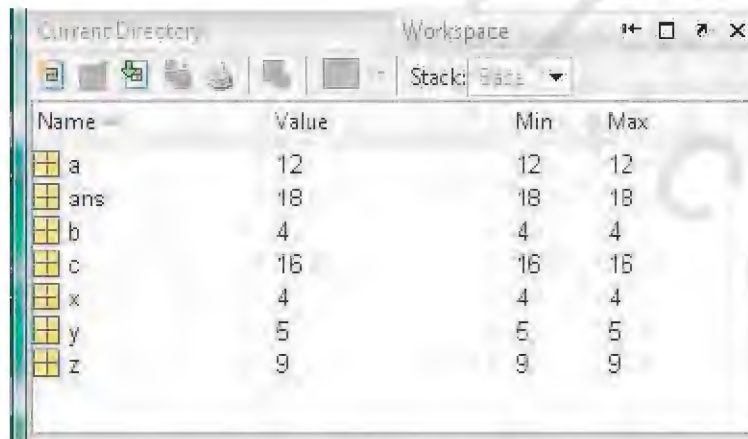 Current Directory Workspace
Stack: Base
Name Value Min Max
a 12 12 12
ans 18 18 18
b 4 4 4
c 16 16 16
x 4 4 4
y 5 5 5
z 9 9 9